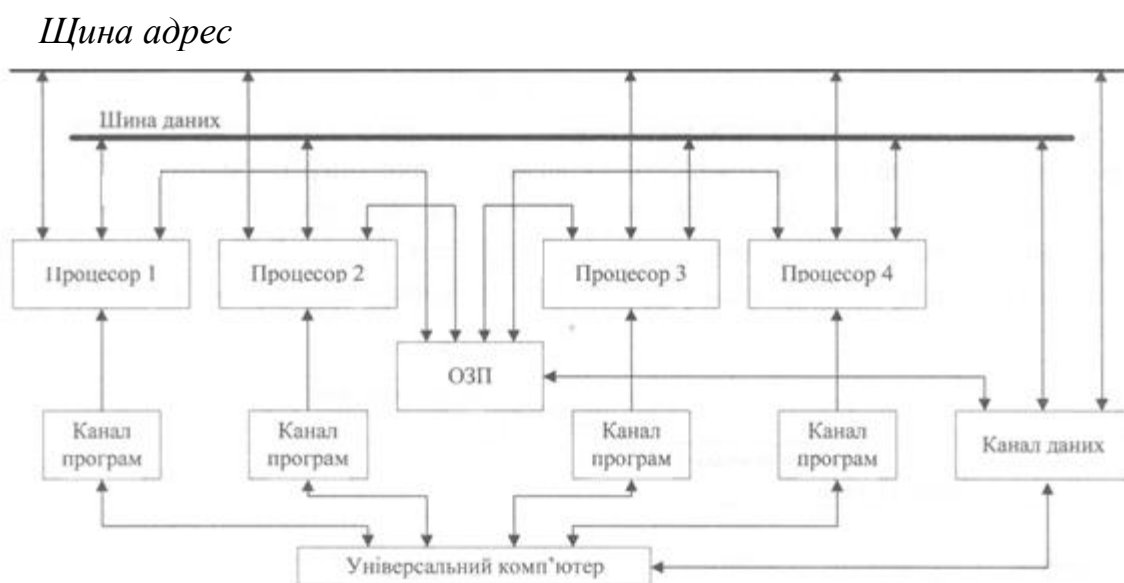 Щина адрес
Шина даних
Процесор 1
Процесор 2
Процесор 3
Процесор 4
ОЗП
Канал
програм
Канал
програм
Канал
програм
Канал
програм
Канал даних
Універсальний комп’ютер